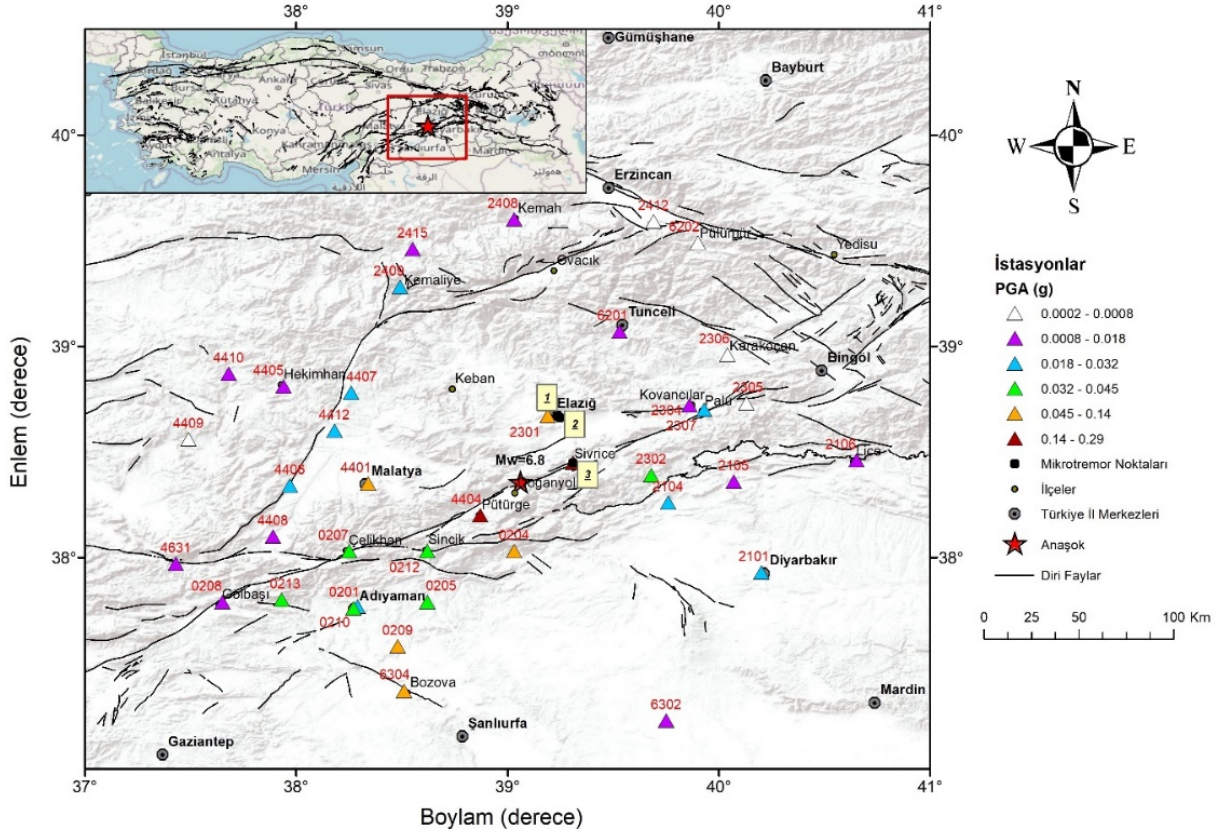 38°
39°
40°
41°
Gümüşhane
Bayburt
40°
40°
Erzincan
2412
2408
Kemah
6202
Pülümür
2415
Yedisu
Ovacık
2409
Kemaliye
6201
Tunceli
39°
39°
2306
Karakoçan
Bingöl
4410
4405
Hekimhan
4407
Keban
2305
Kovancılar
Palu
1
Elazığ
2304
2307
2301
2
4409
4412
Sivrice
2106
Lice
Mw=6.8
3
2302
2105
4406
4401
Malatya
2104
4404
Pütürge
4408
0207
Çelikhan
Sincik
0204
38°
38°
4631
0212
2101
Diyarbakır
0208
Gölbaşı
0213
0201
Adıyaman
0205
0210
0209
6304
Bozova
6302
Mardin
Şanlıurfa
Gaziantep
37°
38°
39°
40°
41°
Enlem (derece)
Boylam (derece)
N
W
E
S
İstasyonlar
PGA (g)
0.0002 - 0.0008
0.0008 - 0.018
0.018 - 0.032
0.032 - 0.045
0.045 - 0.14
0.14 - 0.29
Mikrotremor Noktaları
İlçeler
Türkiye İl Merkezleri
Anaşok
Diri Faylar
0 25 50 75 100 Km